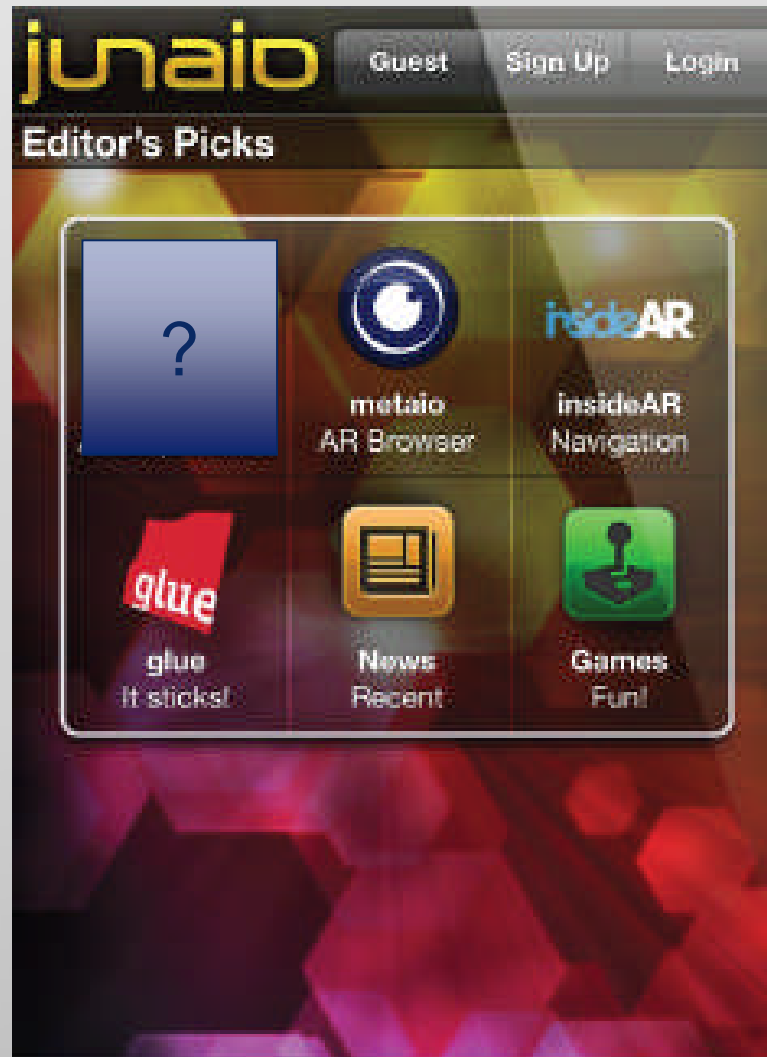 junaio
Guest Sign Up Login
Editor's Picks
?
insideAR
metaio insideAR
AR Browser Navigation
glue
glue News Games
It sticks! Recent Fun!